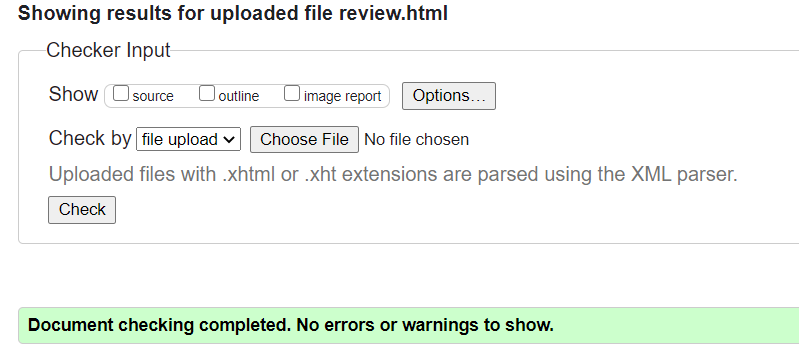 Showing results for uploaded file review.html
Checker Input
Show source outline image report Options...
Check by file upload Choose File No file chosen
Uploaded files with .xhtml or .xht extensions are parsed using the XML parser.
Check
Document checking completed. No errors or warnings to show.